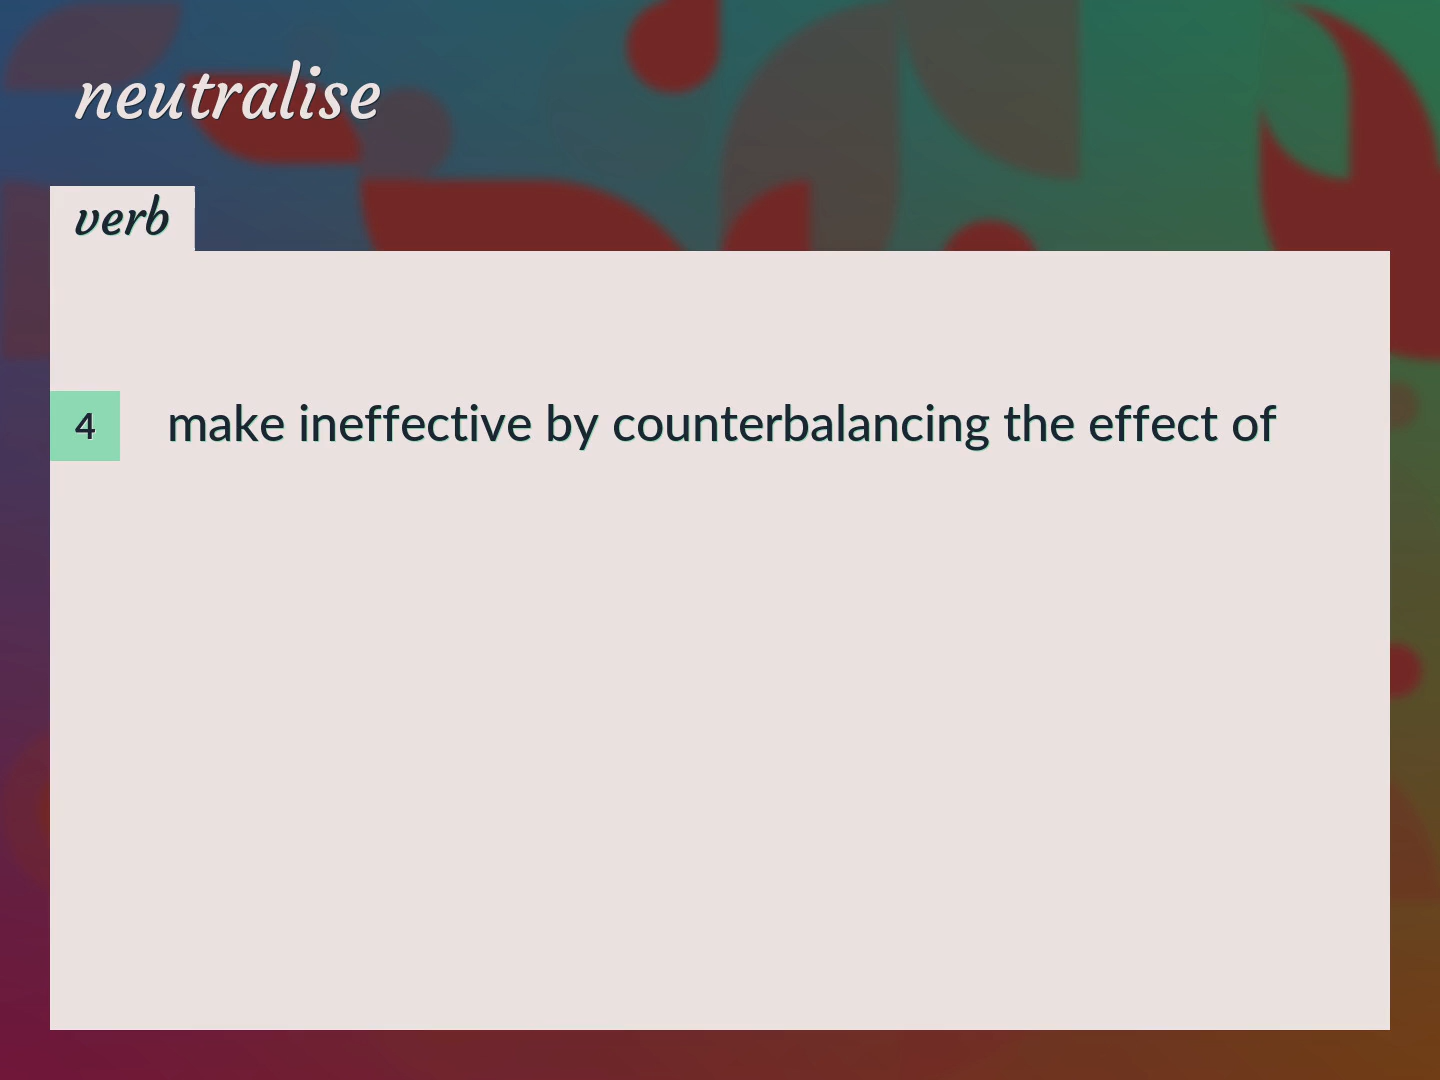 neutralise
verb
4 make ineffective by counterbalancing the effect of